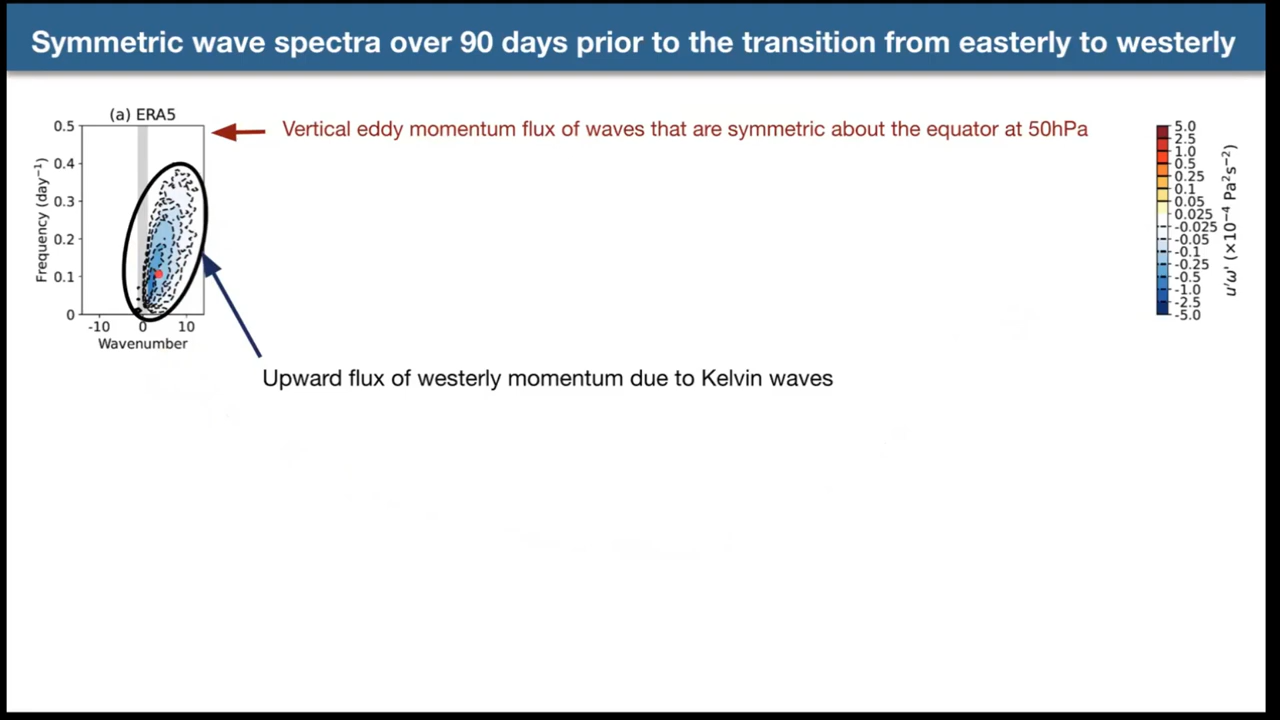 Symmetric wave spectra over 90 days prior to the transition from easterly to westerly
(a) ERA5
Vertical eddy momentum flux of waves that are symmetric about the equator at 50hPa
0.5
0.4
0.3
0.2
0.1
0
Frequency (day⁻¹)
-10 0 10
Wavenumber
Upward flux of westerly momentum due to Kelvin waves
5.0
2.5
1.0
0.5
0.25
0.1
0.05
0.025
-0.025
-0.05
-0.1
-0.25
-0.5
-1.0
-2.5
-5.0
u'ω' (×10⁻⁴ Pa²s⁻²)